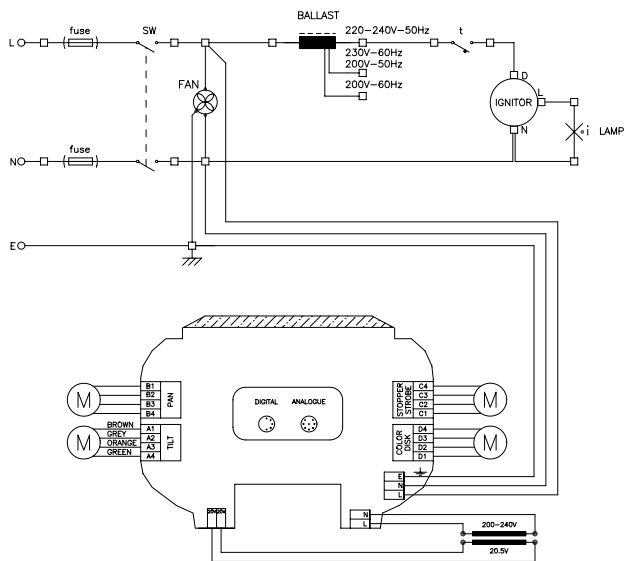 BALLAST
fuse
SW
220-240V-50Hz
t
L
230V-60Hz
200V-50Hz
D
FAN
200V-60Hz
L
IGNITOR
i LAMP
N
fuse
N
E
B1
B2
B3
B4
PAN
DIGITAL
ANALOGUE
STOPPER
STROBE
C4
C3
C2
C1
M
M
BROWN
GREY
ORANGE
GREEN
A1
A2
A3
A4
TILT
M
COLOR
DISK
D4
D3
D2
D1
M
E
N
L
N
L
200-240V
20.5V